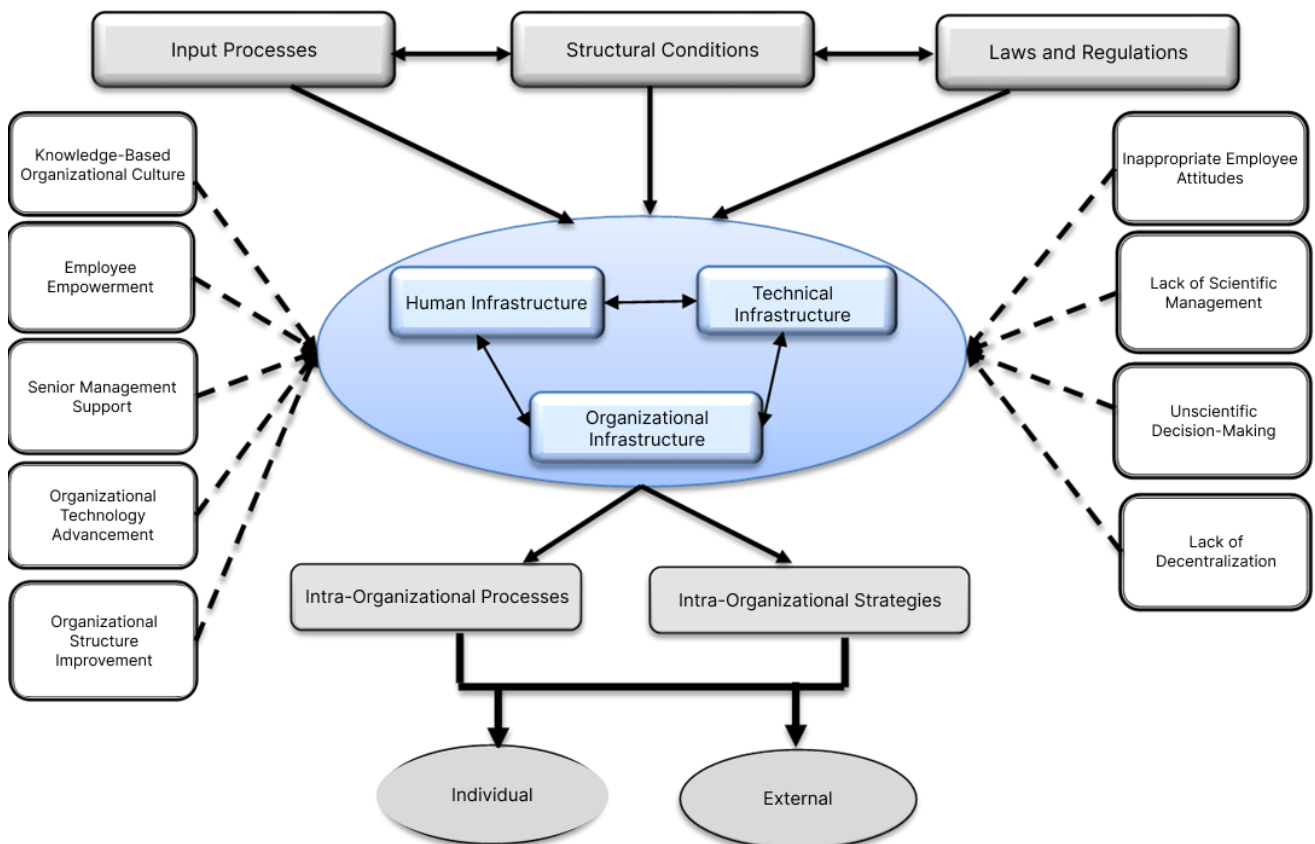 Input Processes
Structural Conditions
Laws and Regulations
Knowledge-Based
Organizational Culture
Employee
Empowerment
Senior Management
Support
Organizational
Technology
Advancement
Organizational
Structure
Improvement
Human Infrastructure
Technical
Infrastructure
Organizational
Infrastructure
Inappropriate Employee
Attitudes
Lack of Scientific
Management
Unscientific
Decision-Making
Lack of
Decentralization
Intra-Organizational Processes
Intra-Organizational Strategies
Individual
External